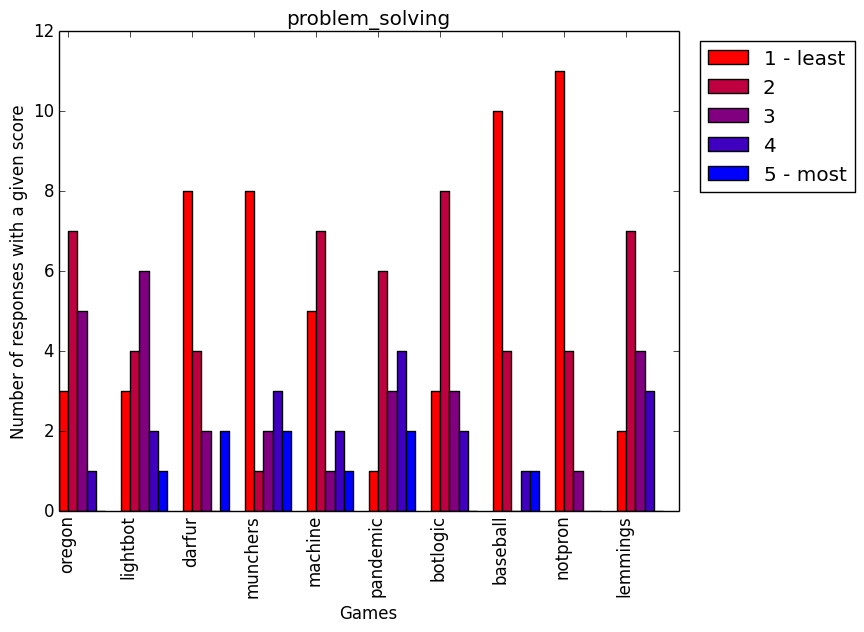 problem_solving
12
10
8
6
4
2
0
Number of responses with a given score
oregon
lightbot
darfur
munchers
machine
pandemic
botlogic
baseball
notpron
lemmings
Games
1 - least
2
3
4
5 - most